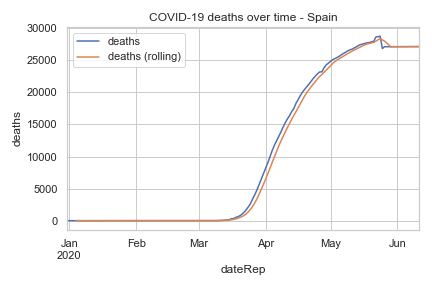 COVID-19 deaths over time - Spain
30000
25000
20000
15000
10000
5000
0
deaths
deaths
deaths (rolling)
Jan
2020
Feb
Mar
Apr
May
Jun
dateRep